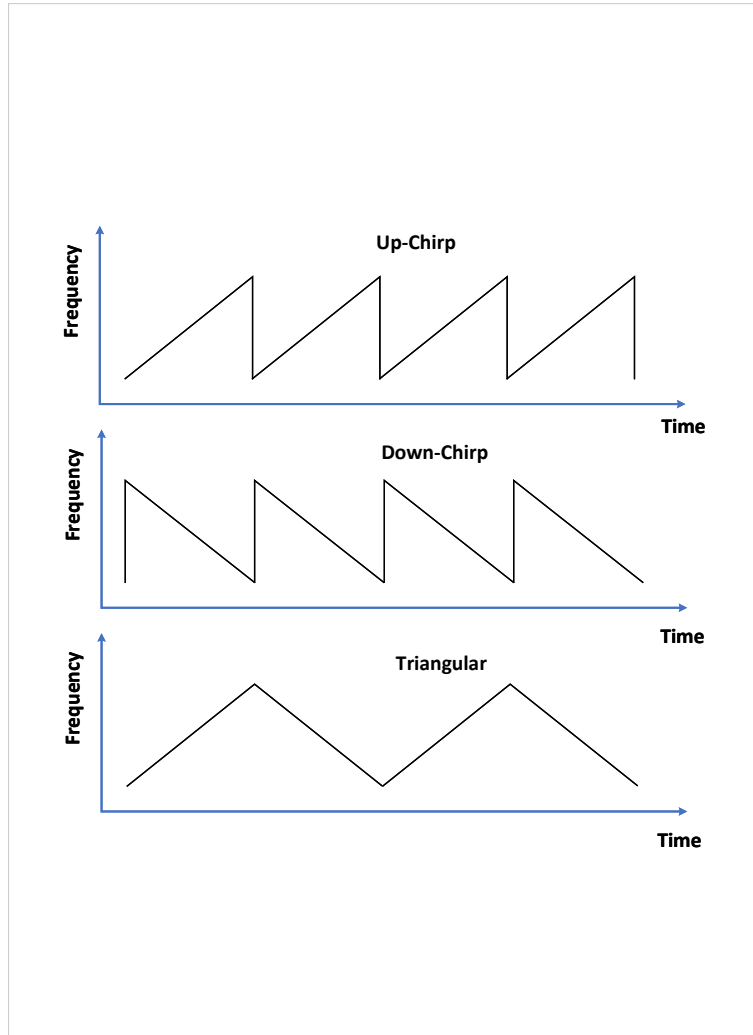 Up-Chirp
Frequency
Time
Down-Chirp
Frequency
Time
Triangular
Frequency
Time